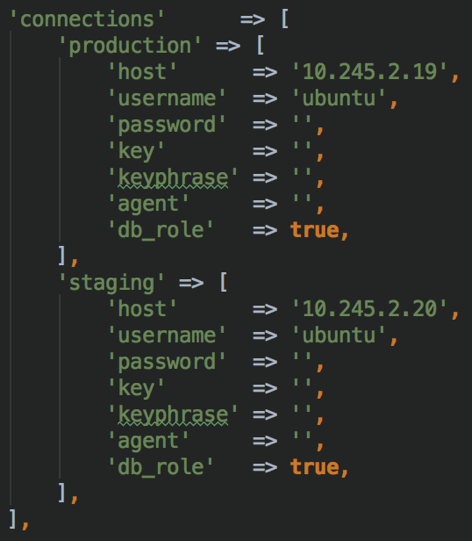 'connections'     => [
    'production' => [
        'host'       => '10.245.2.19',
        'username'   => 'ubuntu',
        'password'   => '',
        'key'        => '',
        'keyphrase'  => '',
        'agent'      => '',
        'db_role'    => true,
    ],
    'staging' => [
        'host'       => '10.245.2.20',
        'username'   => 'ubuntu',
        'password'   => '',
        'key'        => '',
        'keyphrase'  => '',
        'agent'      => '',
        'db_role'    => true,
    ],
],